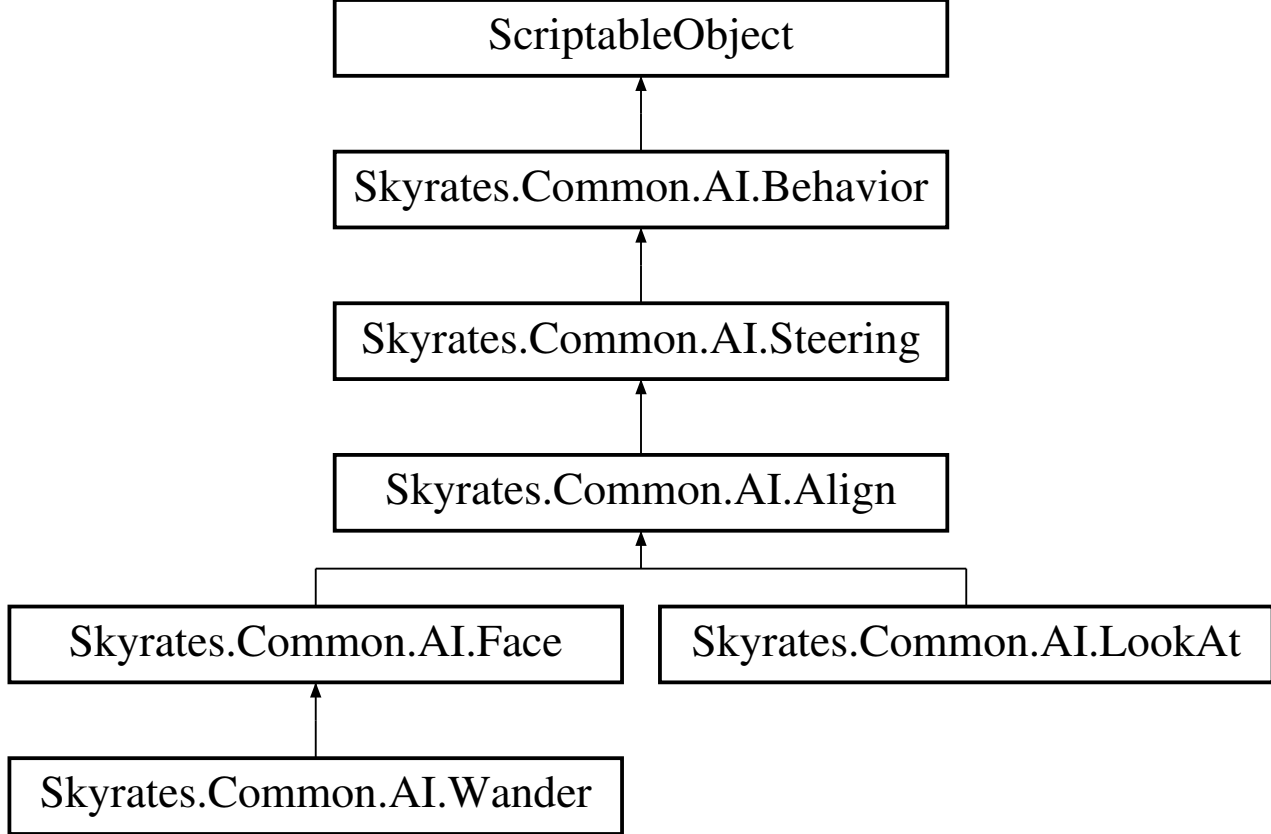 ScriptableObject
Skyrates.Common.AI.Behavior
Skyrates.Common.AI.Steering
Skyrates.Common.AI.Align
Skyrates.Common.AI.Face
Skyrates.Common.AI.LookAt
Skyrates.Common.AI.Wander